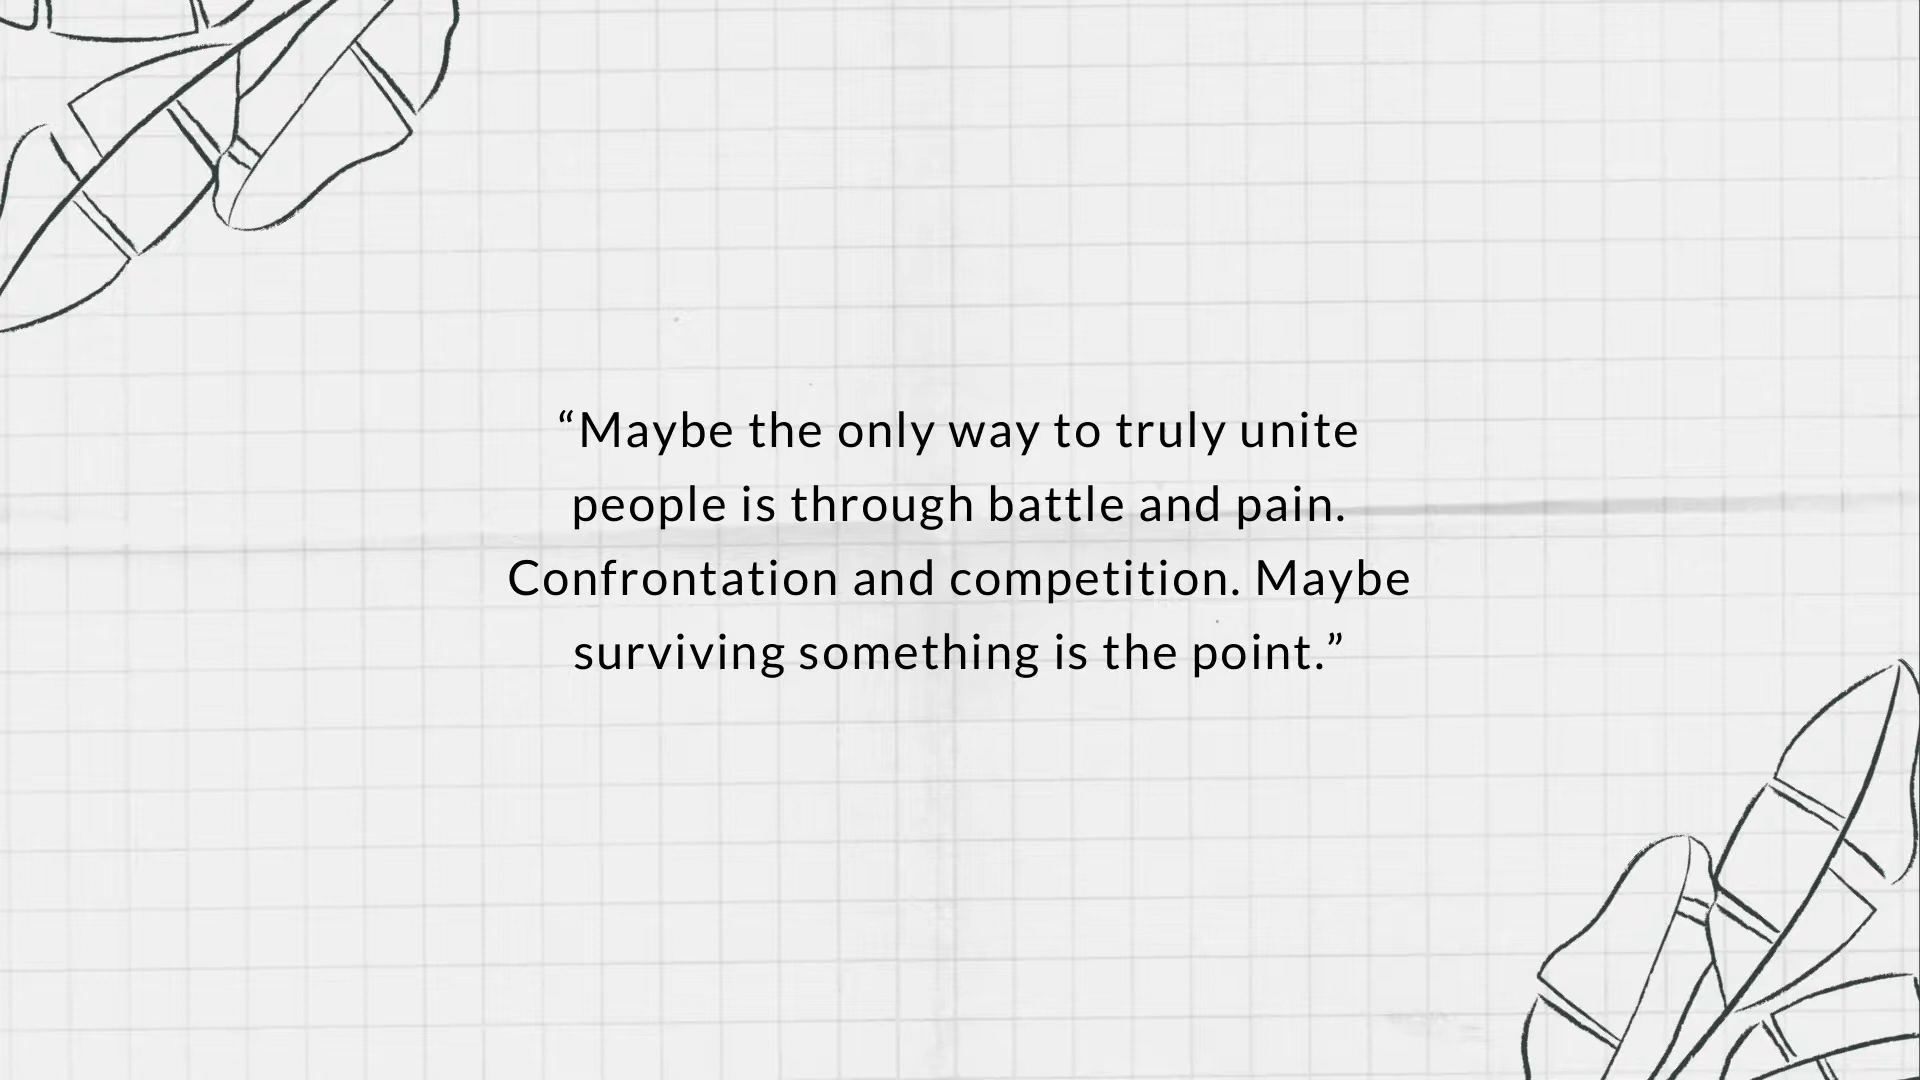 “Maybe the only way to truly unite
people is through battle and pain.
Confrontation and competition. Maybe
surviving something is the point.”